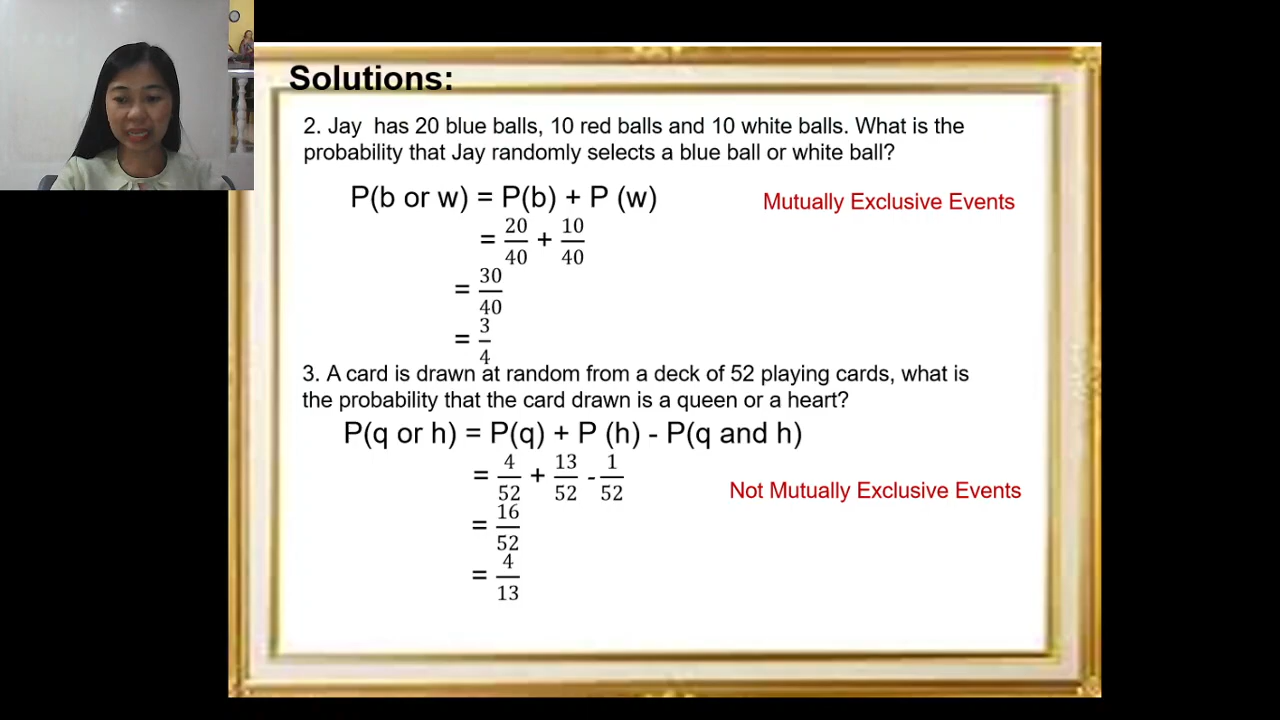 Solutions:
2. Jay has 20 blue balls, 10 red balls and 10 white balls. What is the
probability that Jay randomly selects a blue ball or white ball?
P(b or w) = P(b) + P (w)
Mutually Exclusive Events
= 20/40 + 10/40
= 30/40
= 3/4
3. A card is drawn at random from a deck of 52 playing cards, what is
the probability that the card drawn is a queen or a heart?
P(q or h) = P(q) + P (h) - P(q and h)
= 4/52 + 13/52 - 1/52
Not Mutually Exclusive Events
= 16/52
= 4/13